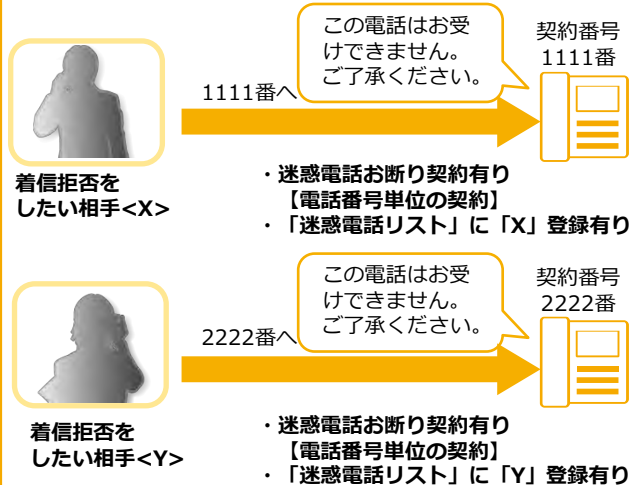 この電話はお受
けできません。
ご了承ください。
契約番号
1111番
1111番へ
着信拒否を
したい相手<X>
・迷惑電話お断り契約有り
【電話番号単位の契約】
・「迷惑電話リスト」に「X」登録有り
この電話はお受
けできません。
ご了承ください。
契約番号
2222番
2222番へ
着信拒否を
したい相手<Y>
・迷惑電話お断り契約有り
【電話番号単位の契約】
・「迷惑電話リスト」に「Y」登録有り